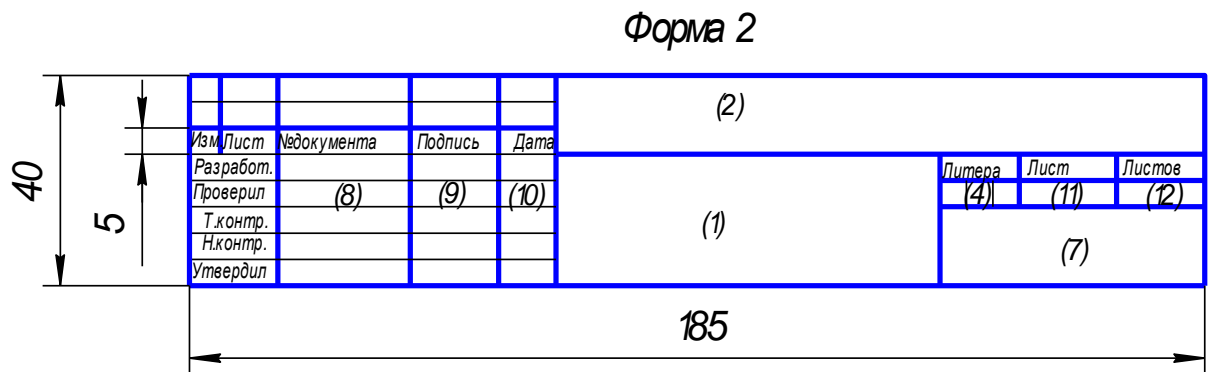 Форма 2
(2)
Изм Лист №документа Подпись Дата
Разработ. Литера Лист Листов
Проверил (8) (9) (10) (4) (11) (12)
Т.контр. (1)
Н.контр. (7)
Утвердил
40
5
185